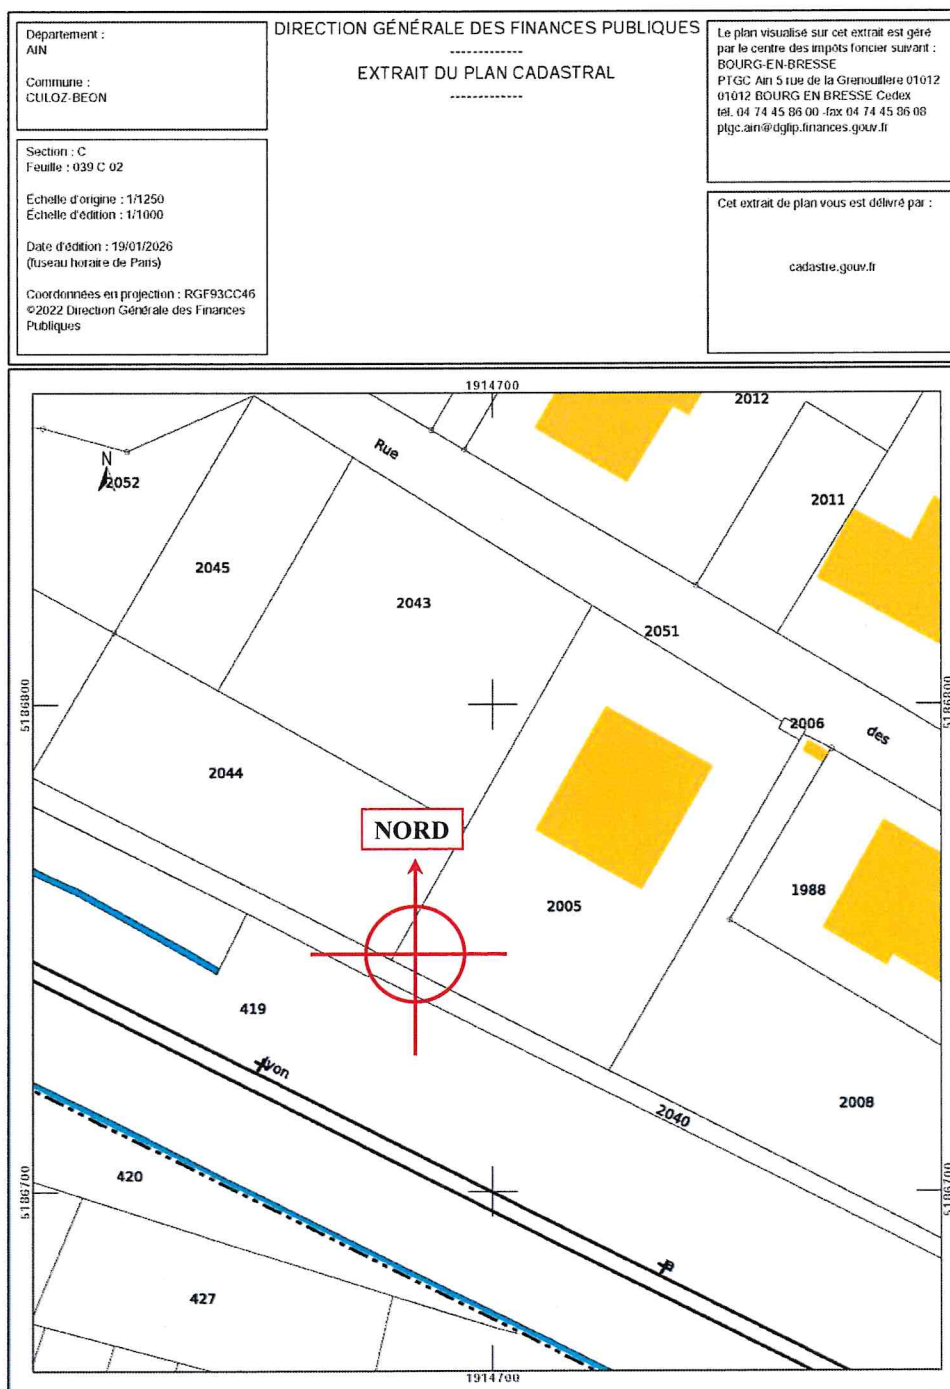 Département :
AIN
Commune :
CULOZ-BEON
Section : C
Feuille : 039 C 02
Échelle d'origine : 1/1250
Échelle d'édition : 1/1000
Date d'édition : 19/01/2026
(fuseau horaire de Paris)
Coordonnées en projection : RGF93CC46
©2022 Direction Générale des Finances
Publiques
DIRECTION GÉNÉRALE DES FINANCES PUBLIQUES
------------
EXTRAIT DU PLAN CADASTRAL
------------
Le plan visualisé sur cet extrait est géré
par le centre des impôts foncier suivant :
BOURG-EN-BRESSE
PTGC Ain 5 rue de la Grenouillere 01012
01012 BOURG EN BRESSE Cedex
tél. 04 74 45 86 00 -fax 04 74 45 86 08
ptgc.ain@dgfip.finances.gouv.fr
Cet extrait de plan vous est délivré par :
cadastre.gouv.fr
1914700
2012
Rue
N
2052
2011
2045
2043
2051
5186800
5186800
2006
des
2044
NORD
1988
2005
419
Lyon
2040
2008
5186700
5186700
420
à
427
1914700